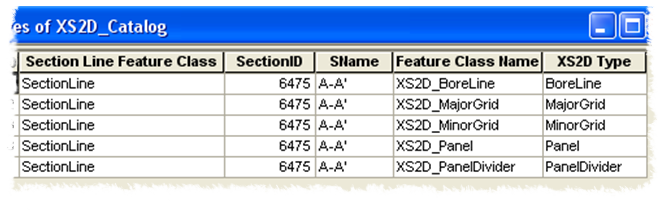 es of XS2D_Catalog
Section Line Feature Class SectionID SName Feature Class Name XS2D Type
SectionLine 6475 A-A' XS2D_BoreLine BoreLine
SectionLine 6475 A-A' XS2D_MajorGrid MajorGrid
SectionLine 6475 A-A' XS2D_MinorGrid MinorGrid
SectionLine 6475 A-A' XS2D_Panel Panel
SectionLine 6475 A-A' XS2D_PanelDivider PanelDivider